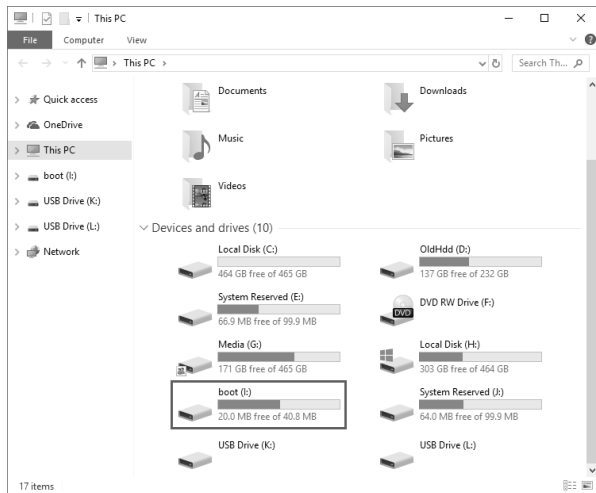 This PC
File Computer View
This PC
Search Th...
Quick access
OneDrive
This PC
boot (I:)
USB Drive (K:)
USB Drive (L:)
Network
Documents
Downloads
Music
Pictures
Videos
Devices and drives (10)
Local Disk (C:)
464 GB free of 465 GB
OldHdd (D:)
137 GB free of 232 GB
System Reserved (E:)
66.9 MB free of 99.9 MB
DVD RW Drive (F:)
DVD
Media (G:)
171 GB free of 465 GB
Local Disk (H:)
303 GB free of 464 GB
boot (I:)
20.0 MB free of 40.8 MB
System Reserved (J:)
64.0 MB free of 99.9 MB
USB Drive (K:)
USB Drive (L:)
17 items